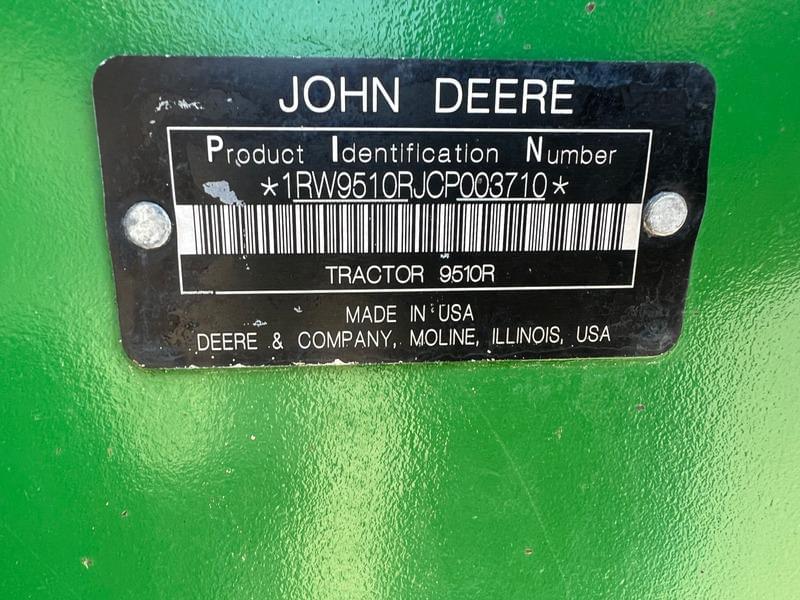 JOHN DEERE
Product Identification Number
*1RW9510RJCP003710*
TRACTOR 9510R
MADE IN USA
DEERE & COMPANY, MOLINE, ILLINOIS, USA